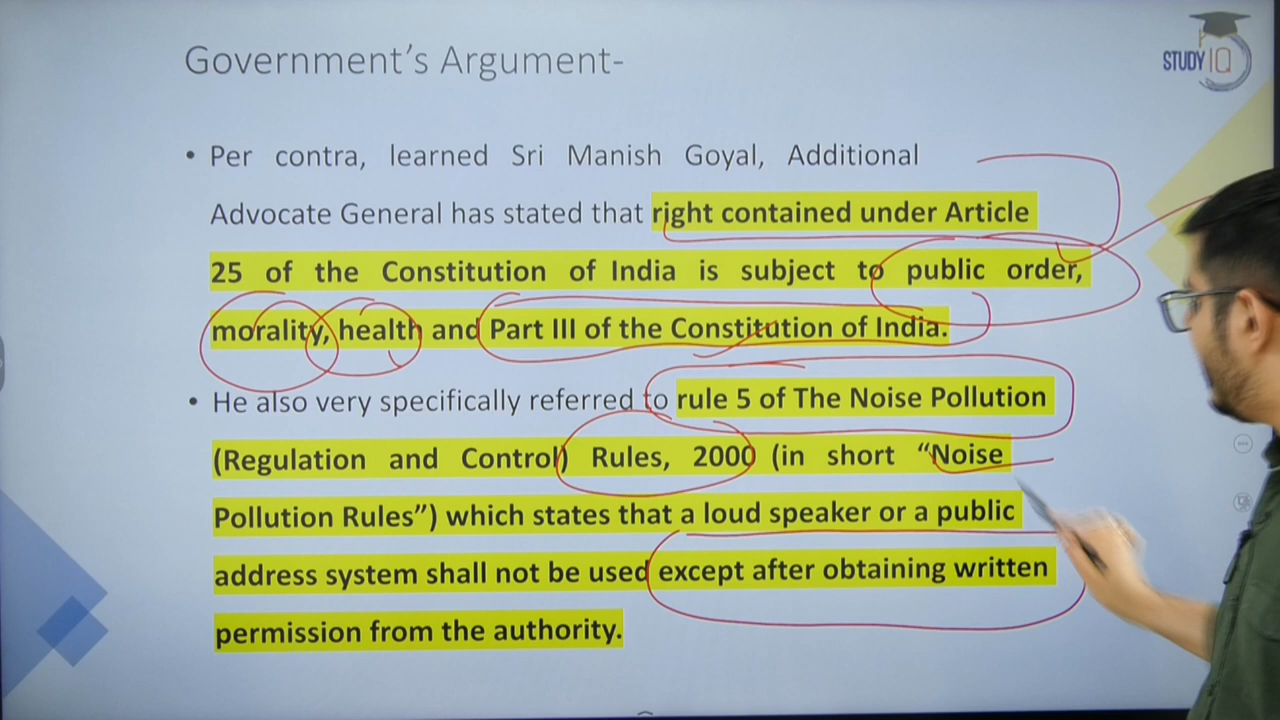 Government’s Argument-
STUDY IQ
• Per contra, learned Sri Manish Goyal, Additional
Advocate General has stated that right contained under Article
25 of the Constitution of India is subject to public order,
morality, health and Part III of the Constitution of India.
• He also very specifically referred to rule 5 of The Noise Pollution
(Regulation and Control) Rules, 2000 (in short “Noise
Pollution Rules”) which states that a loud speaker or a public
address system shall not be used except after obtaining written
permission from the authority.